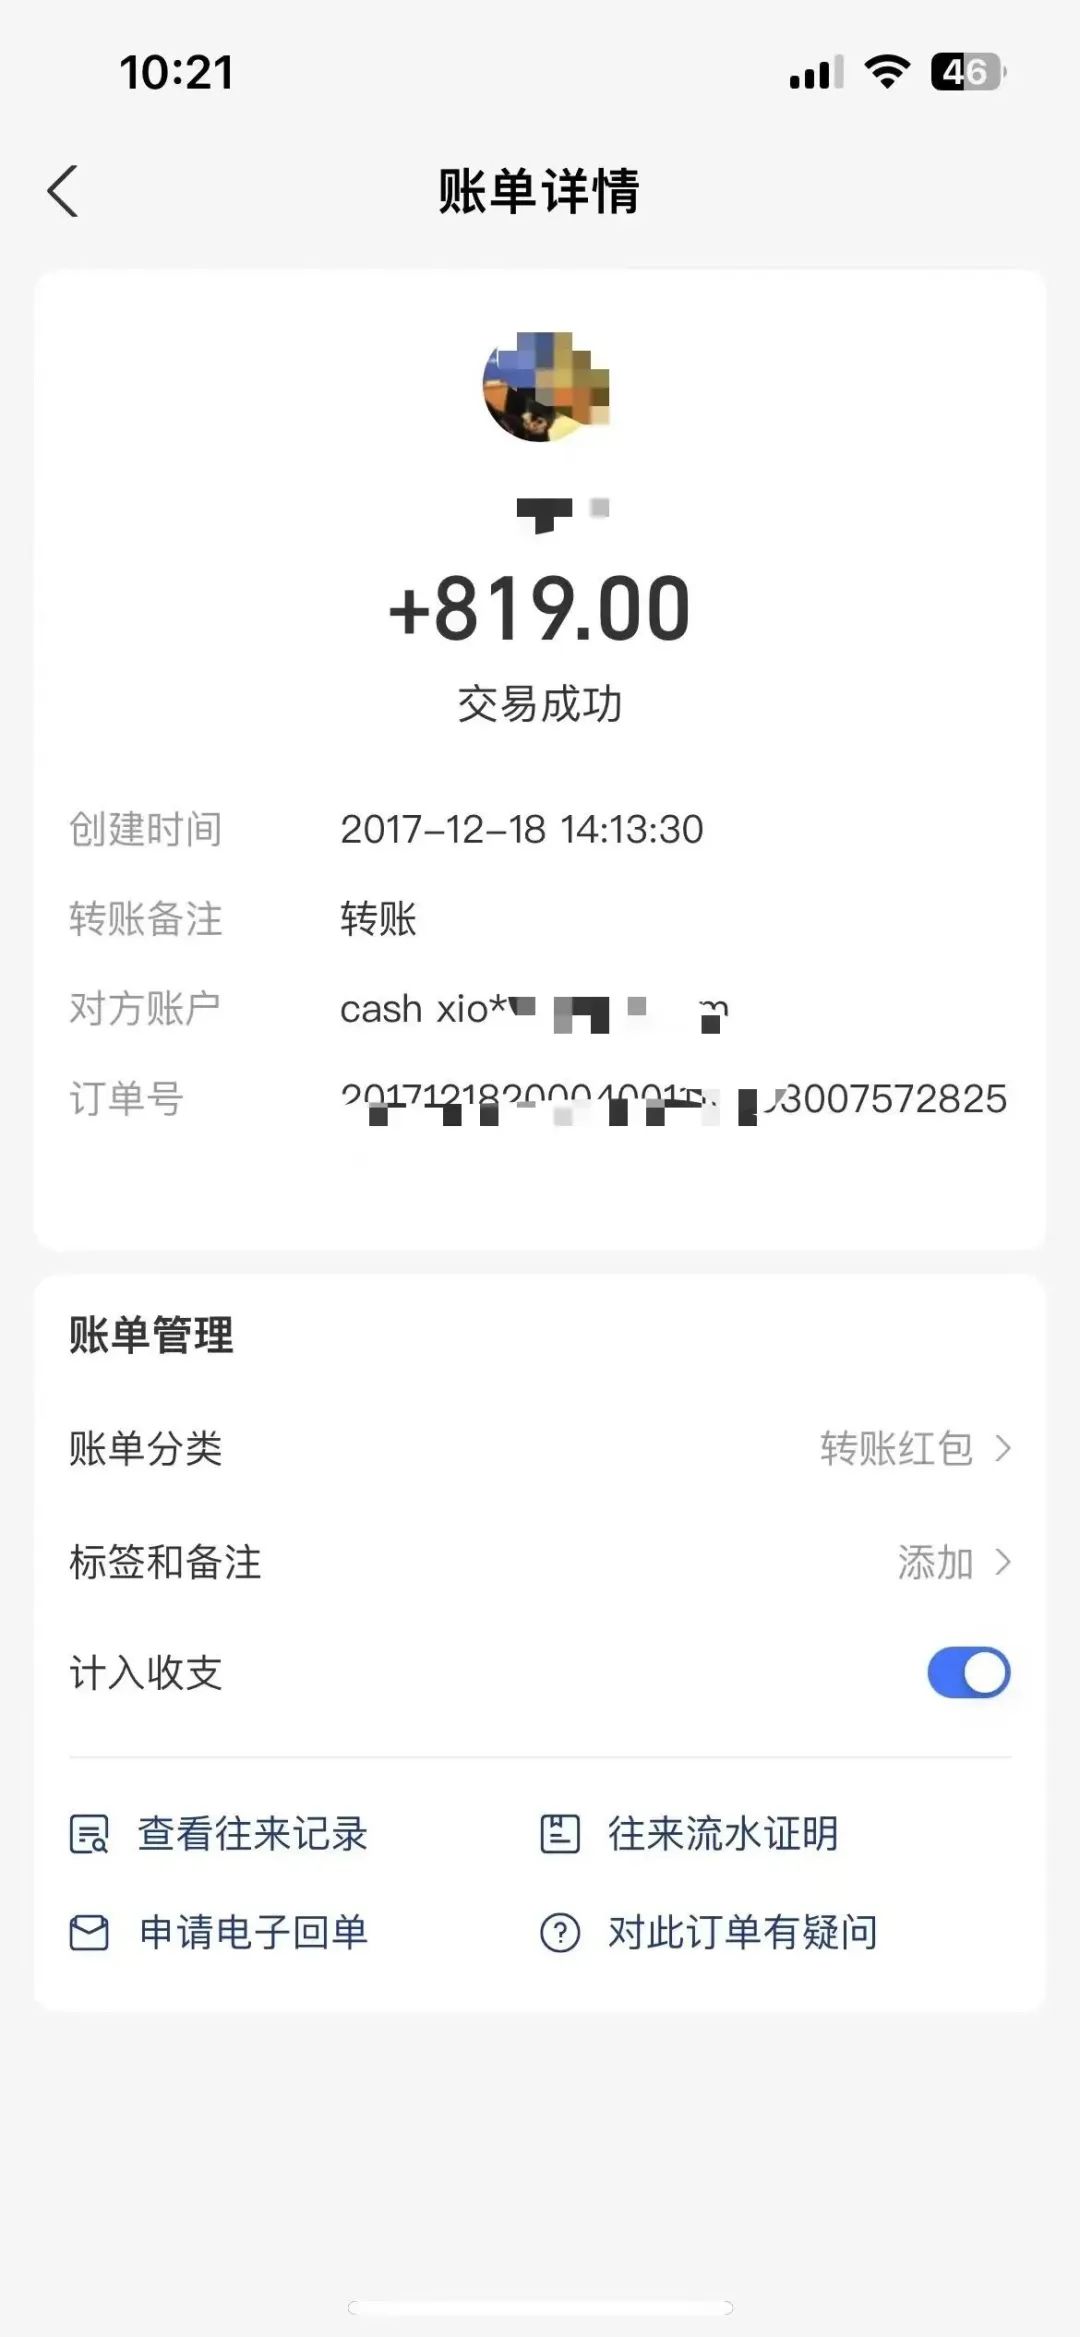 10:21
46
账单详情
+819.00
交易成功
创建时间 2017-12-18 14:13:30
转账备注 转账
对方账户 cash xio*
订单号 3007572825
账单管理
账单分类 转账红包
标签和备注 添加
计入收支
查看往来记录 往来流水证明
申请电子回单 对此订单有疑问